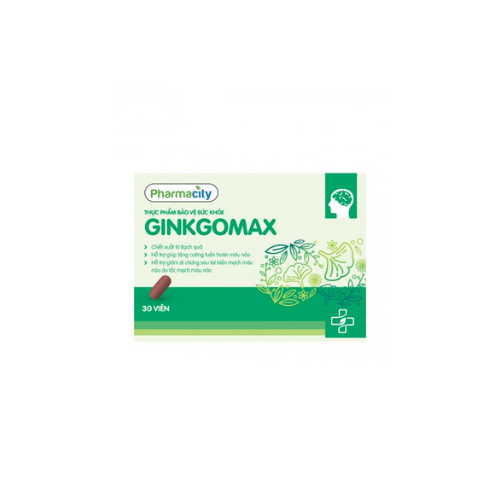 Pharmacity
THỰC PHẨM BẢO VỆ SỨC KHỎE
GINKGOMAX
Chiết xuất từ Bạch quả
Hỗ trợ giúp tăng cường tuần hoàn máu não
Hỗ trợ giảm di chứng sau tai biến mạch máu
não do tắc mạch máu não
30 VIÊN